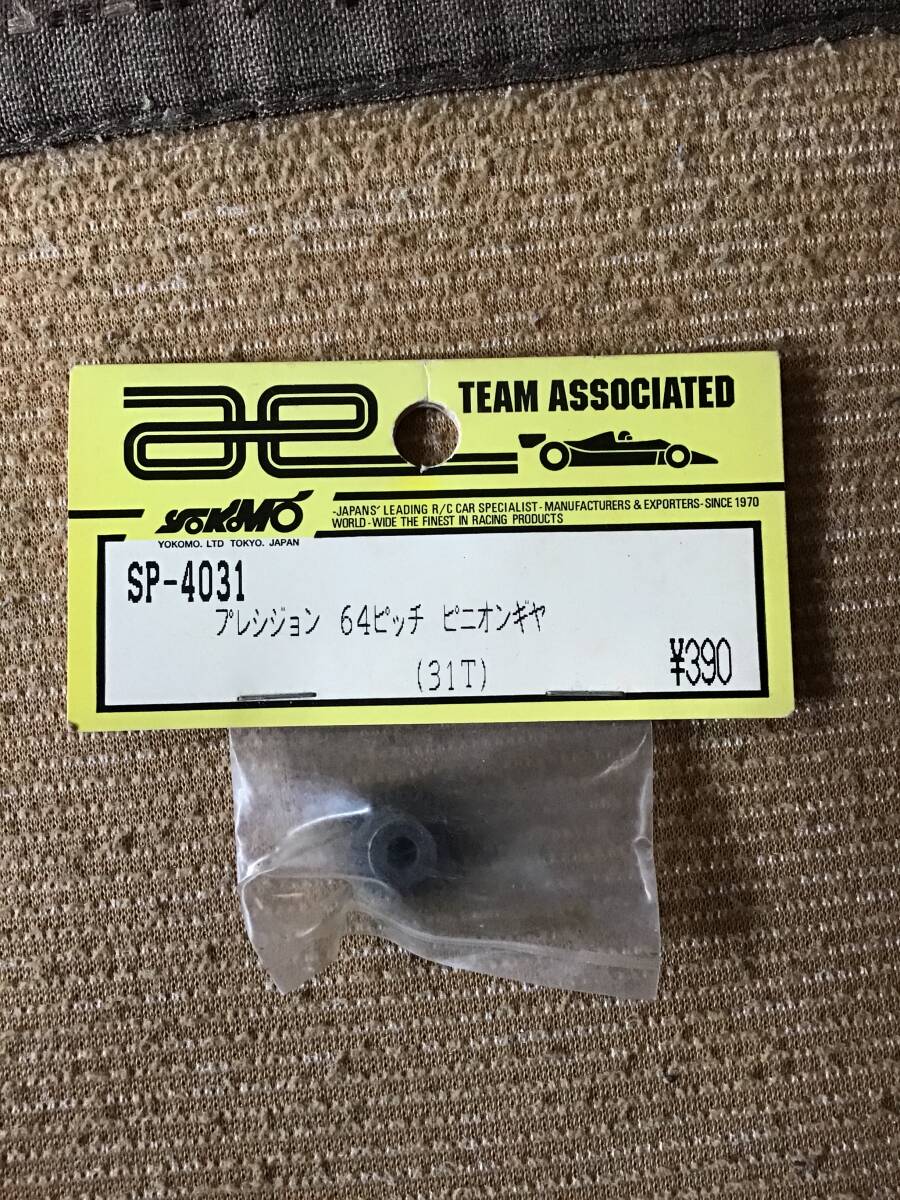 ae TEAM ASSOCIATED
YOKOMO
-JAPANS' LEADING R/C CAR SPECIALIST-MANUFACTURERS & EXPORTERS-SINCE 1970
WORLD-WIDE THE FINEST IN RACING PRODUCTS
YOKOMO. LTD TOKYO. JAPAN
SP-4031
プレシジョン 64ピッチ ピニオンギヤ
(31T)
¥390